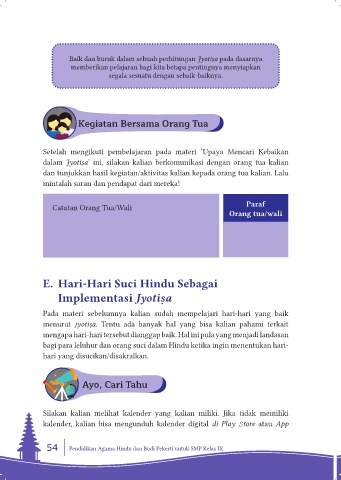 Baik dan buruk dalam sebuah perhitungan Jyotiṣa pada dasarnya
memberikan pelajaran bagi kita betapa pentingnya menyiapkan
segala sesuatu dengan sebaik-baiknya.
Kegiatan Bersama Orang Tua
Setelah mengikuti pembelajaran pada materi ‘Upaya Mencari Kebaikan
dalam Jyotiṣa’ ini, silakan kalian berkomunikasi dengan orang tua kalian
dan tunjukkan hasil kegiatan/aktivitas kalian kepada orang tua kalian. Lalu
mintalah saran dan pendapat dari mereka!
Catatan Orang Tua/Wali
Paraf
Orang tua/wali
E. Hari-Hari Suci Hindu Sebagai
Implementasi Jyotiṣa
Pada materi sebelumnya kalian sudah mempelajari hari-hari yang baik
menurut jyotiṣa. Tentu ada banyak hal yang bisa kalian pahami terkait
mengapa hari-hari tersebut dianggap baik. Hal ini pula yang menjadi landasan
bagi para leluhur dan orang suci dalam Hindu ketika ingin menentukan hari-
hari yang disucikan/disakralkan.
Ayo, Cari Tahu
Silakan kalian melihat kalender yang kalian miliki. Jika tidak memiliki
kalender, kalian bisa mengunduh kalender digital di Play Store atau App
54 Pendidikan Agama Hindu dan Budi Pekerti untuk SMP Kelas IX